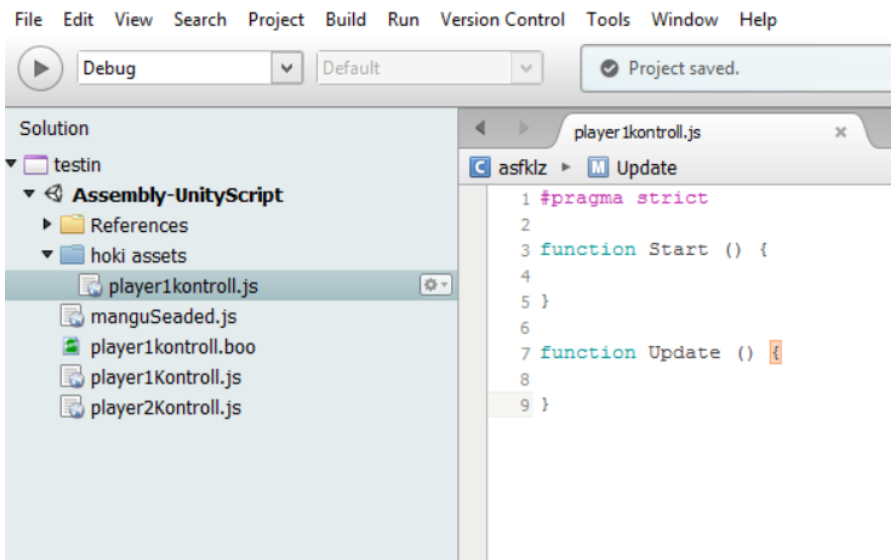 File Edit View Search Project Build Run Version Control Tools Window Help
Debug
Default
Project saved.
Solution
testin
Assembly-UnityScript
References
hoki assets
player1kontroll.js
manguSeaded.js
player1kontroll.boo
player1Kontroll.js
player2Kontroll.js
player1kontroll.js
C asfklz M Update
1 #pragma strict
2
3 function Start () {
4
5 }
6
7 function Update () {
8
9 }